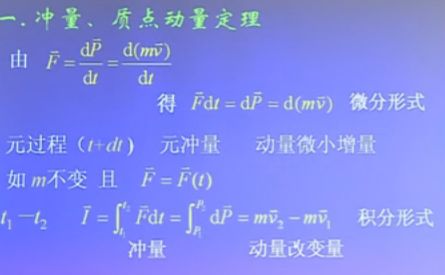 一.冲量、质点动量定理
由 F⃗ = dP⃗/dt = d(mv⃗)/dt
得 F⃗dt = dP⃗ = d(mv⃗) 微分形式
元过程（t+dt） 元冲量 动量微小增量
如 m不变 且 F⃗ = F⃗(t)
t₁—t₂ I⃗ = ∫_{t₁}^{t₂} F⃗dt = ∫_{P₁}^{P₂} dP⃗ = mv⃗₂ − mv⃗₁ 积分形式
冲量 动量改变量